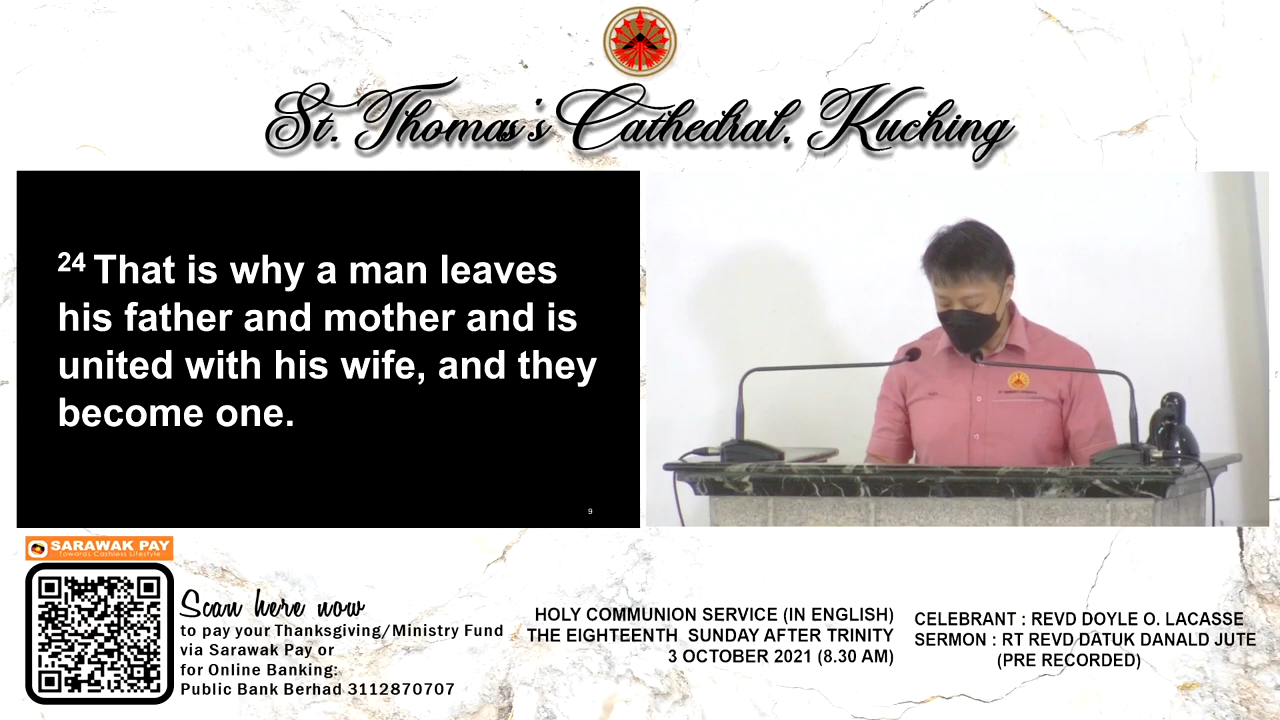 St. Thomas's Cathedral, Kuching
24 That is why a man leaves
his father and mother and is
united with his wife, and they
become one.
9
SARAWAK PAY
Towards Cashless Lifestyle
Scan here now
to pay your Thanksgiving/Ministry Fund
via Sarawak Pay or
for Online Banking:
Public Bank Berhad 3112870707
HOLY COMMUNION SERVICE (IN ENGLISH)
THE EIGHTEENTH SUNDAY AFTER TRINITY
3 OCTOBER 2021 (8.30 AM)
CELEBRANT : REVD DOYLE O. LACASSE
SERMON : RT REVD DATUK DANALD JUTE
(PRE RECORDED)